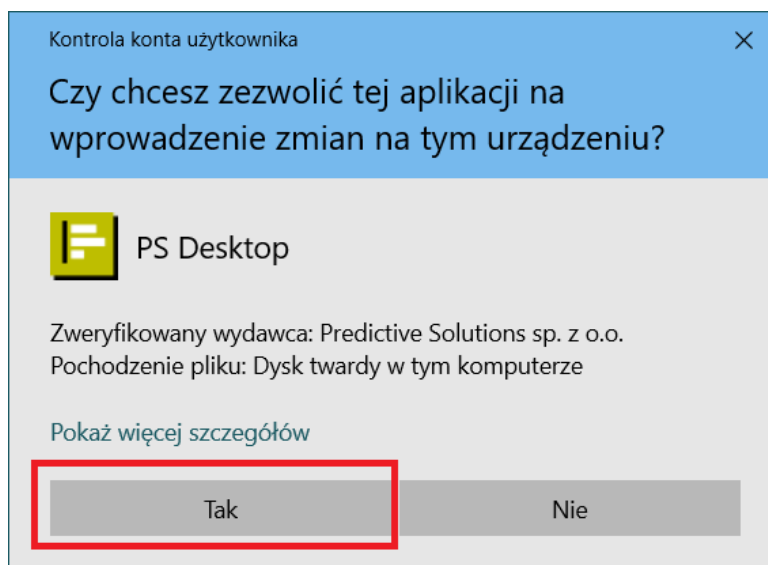 Kontrola konta użytkownika
Czy chcesz zezwolić tej aplikacji na
wprowadzenie zmian na tym urządzeniu?
PS Desktop
Zweryfikowany wydawca: Predictive Solutions sp. z o.o.
Pochodzenie pliku: Dysk twardy w tym komputerze
Pokaż więcej szczegółów
Tak
Nie